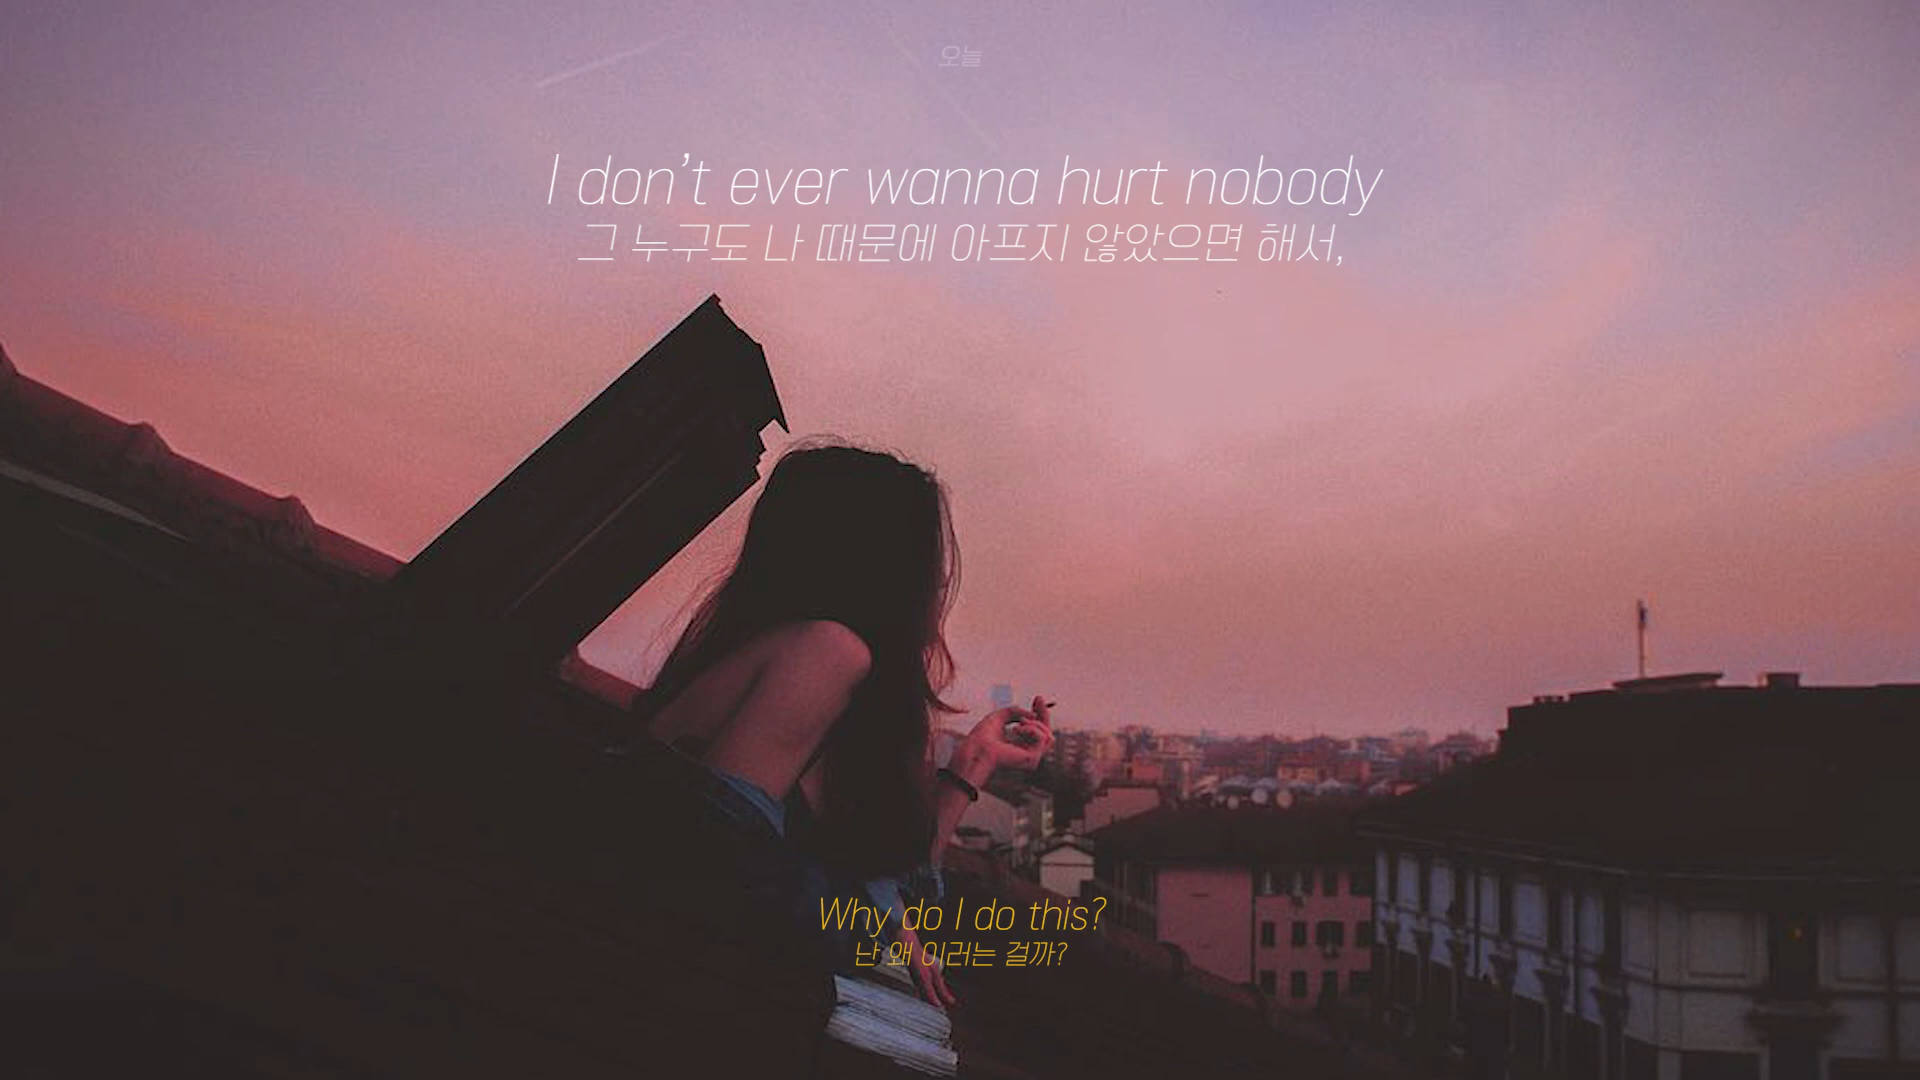 오늘
I don’t ever wanna hurt nobody
그 누구도 나 때문에 아프지 않았으면 해서,
Why do I do this?
난 왜 이러는 걸까?